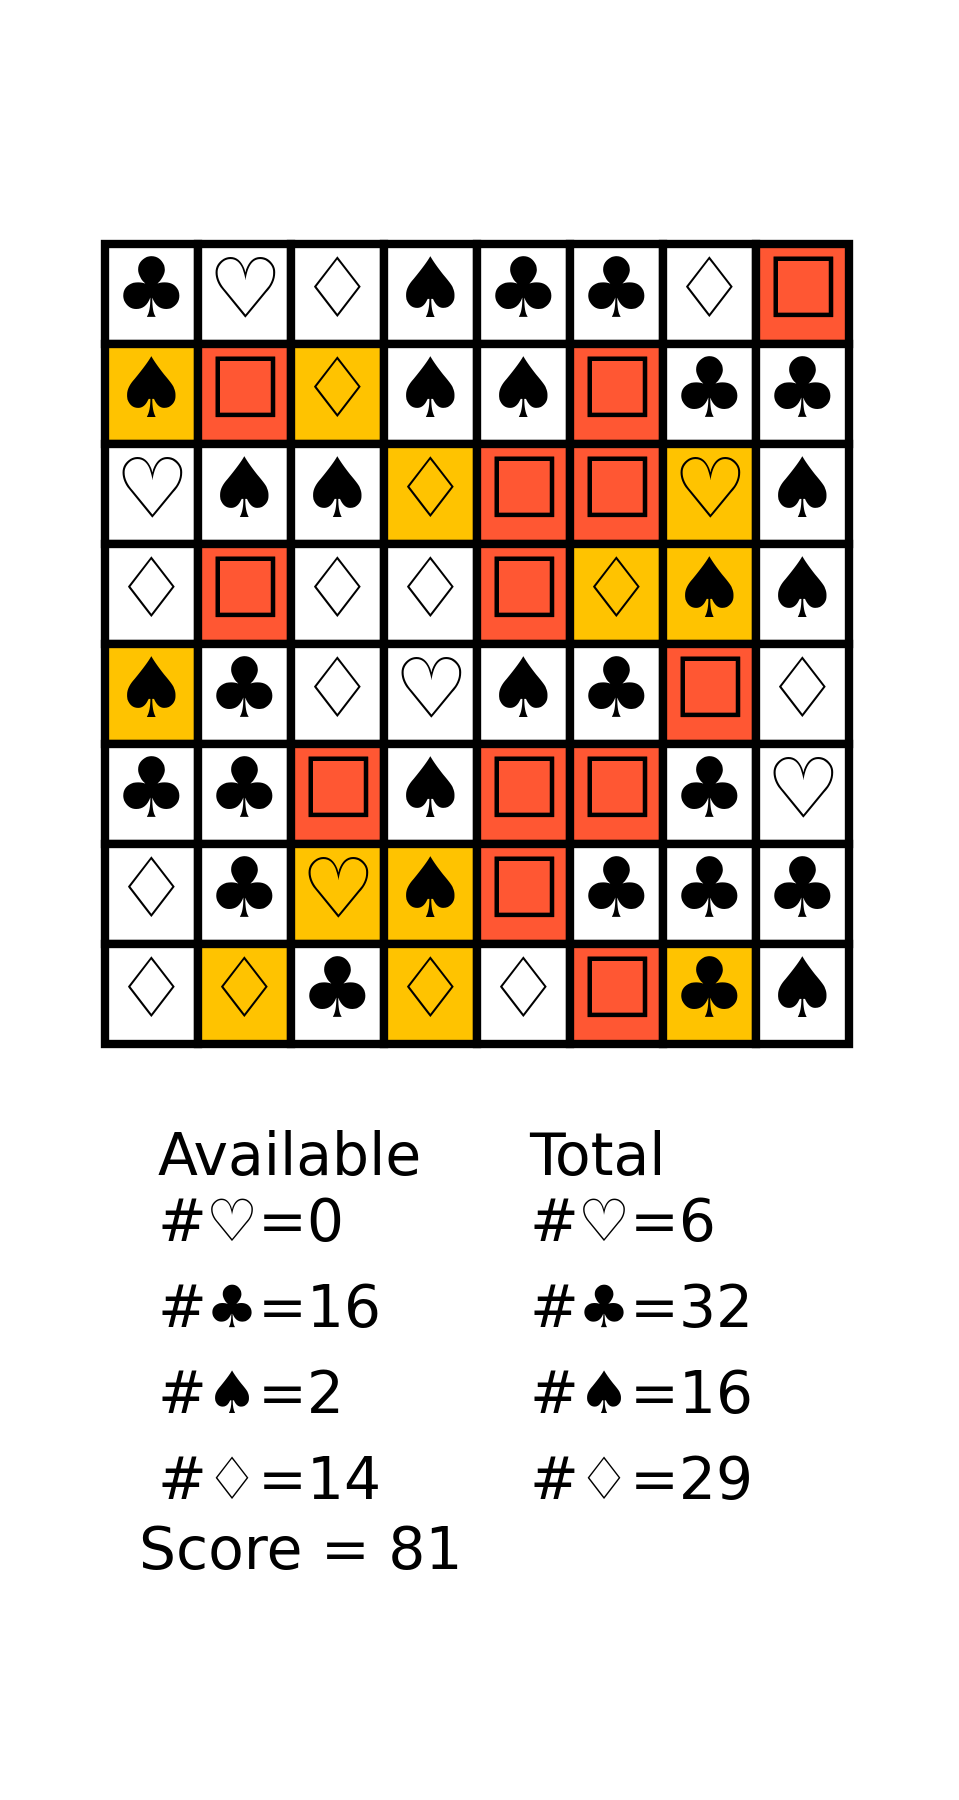 ♣ ♡ ♢ ♠ ♣ ♣ ♢ □
♠ □ ♢ ♠ ♠ □ ♣ ♣
♡ ♠ ♠ ♢ □ □ ♡ ♠
♢ □ ♢ ♢ □ ♢ ♠ ♠
♠ ♣ ♢ ♡ ♠ ♣ □ ♢
♣ ♣ □ ♠ □ □ ♣ ♡
♢ ♣ ♡ ♠ □ ♣ ♣ ♣
♢ ♢ ♣ ♢ ♢ □ ♣ ♠
Available Total
#♡=0 #♡=6
#♣=16 #♣=32
#♠=2 #♠=16
#♢=14 #♢=29
Score = 81